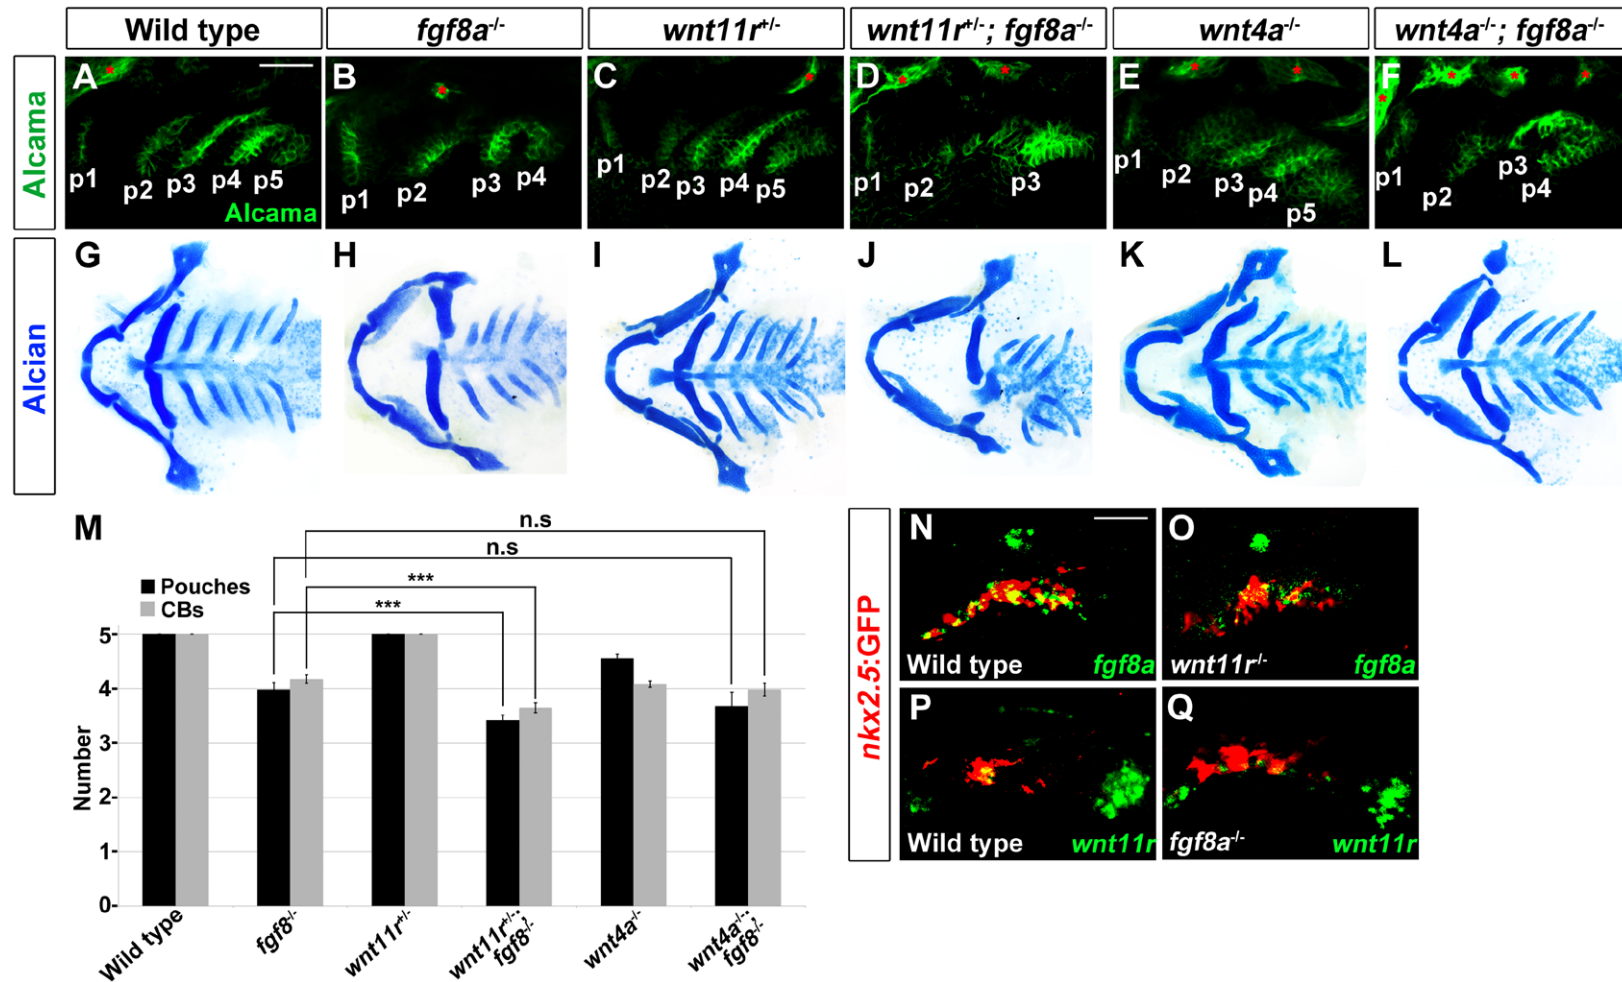 Wild type
fgf8a-/-
wnt11r+/-
wnt11r+/-; fgf8a-/-
wnt4a-/-
wnt4a-/-; fgf8a-/-
Alcama
A
p1
p2
p3
p4
p5
Alcama
B
p1
p2
p3
p4
C
p1
p2
p3
p4
p5
D
p1
p2
p3
E
p1
p2
p3
p4
p5
F
p1
p2
p3
p4
Alcian
G
H
I
J
K
L
M
n.s
n.s
***
***
Pouches
CBs
Number
5
4
3
2
1
0
Wild type
fgf8-/-
wnt11r+/-
wnt11r+/-;
fgf8-/-
wnt4a-/-
wnt4a-/-;
fgf8-/-
nkx2.5:GFP
N
Wild type
fgf8a
O
wnt11r-/-
fgf8a
P
Wild type
wnt11r
Q
fgf8a-/-
wnt11r